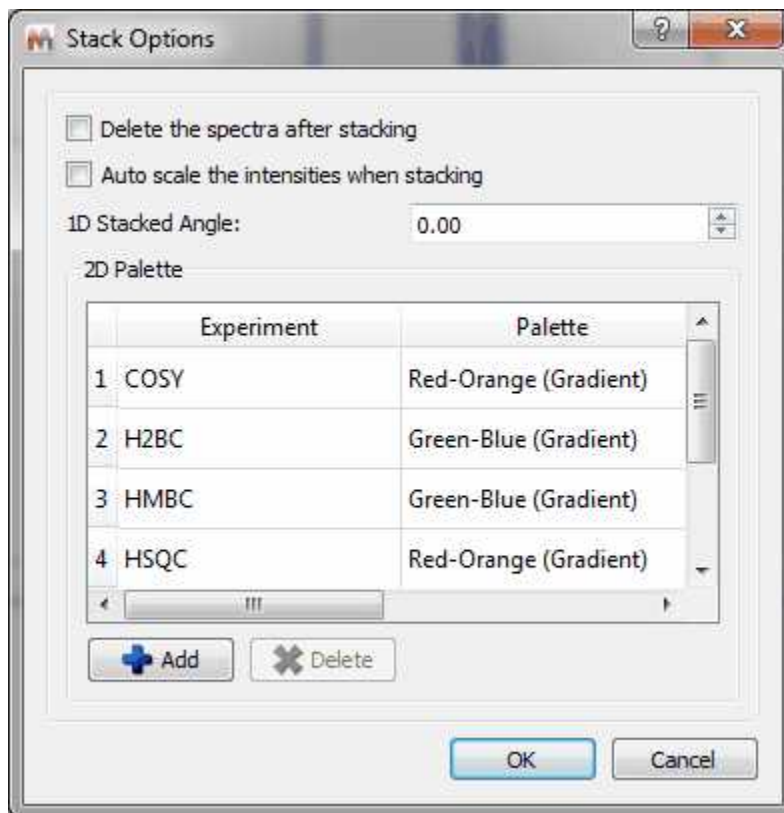 Stack Options
Delete the spectra after stacking
Auto scale the intensities when stacking
1D Stacked Angle: 0.00
2D Palette
Experiment Palette
1 COSY Red-Orange (Gradient)
2 H2BC Green-Blue (Gradient)
3 HMBC Green-Blue (Gradient)
4 HSQC Red-Orange (Gradient)
Add Delete
OK Cancel